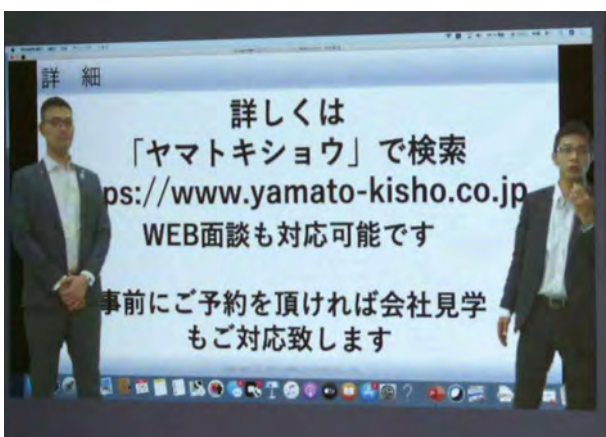 詳 細
詳しくは
「ヤマトキショウ」で検索
ps://www.yamato-kisho.co.jp
WEB面談も対応可能です
事前にご予約を頂ければ会社見学
もご対応致します